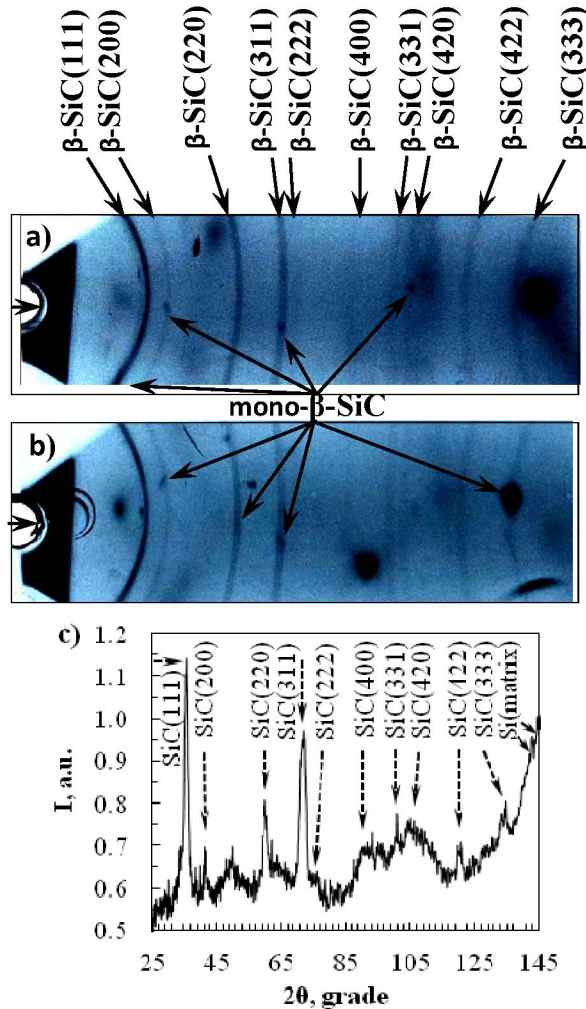 β-SiC(111)
β-SiC(200)
β-SiC(220)
β-SiC(311)
β-SiC(222)
β-SiC(400)
β-SiC(331)
β-SiC(420)
β-SiC(422)
β-SiC(333)
a)
mono-β-SiC
b)
c)
1.2
1.1
1.0
0.9
0.8
0.7
0.6
0.5
I, a.u.
SiC(111)
SiC(200)
SiC(220)
SiC(311)
SiC(222)
SiC(400)
SiC(331)
SiC(420)
SiC(422)
SiC(333)
Si(matrix)
25 45 65 85 105 125 145
2θ, grade